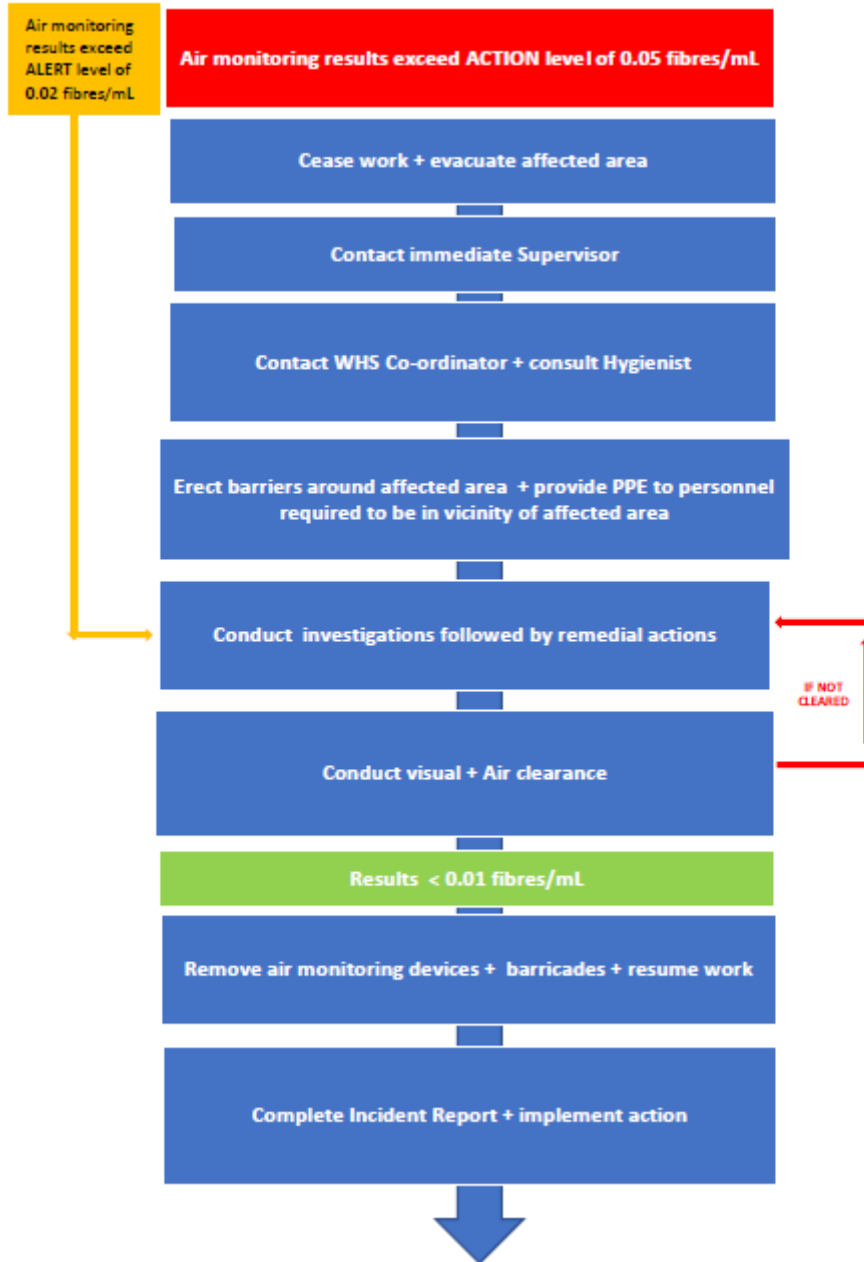 Air monitoring
results exceed
ALERT level of
0.02 fibres/mL
Air monitoring results exceed ACTION level of 0.05 fibres/mL
Cease work + evacuate affected area
Contact immediate Supervisor
Contact WHS Co-ordinator + consult Hygienist
Erect barriers around affected area + provide PPE to personnel
required to be in vicinity of affected area
Conduct investigations followed by remedial actions
IF NOT
CLEARED
Conduct visual + Air clearance
Results < 0.01 fibres/mL
Remove air monitoring devices + barricades + resume work
Complete Incident Report + implement action